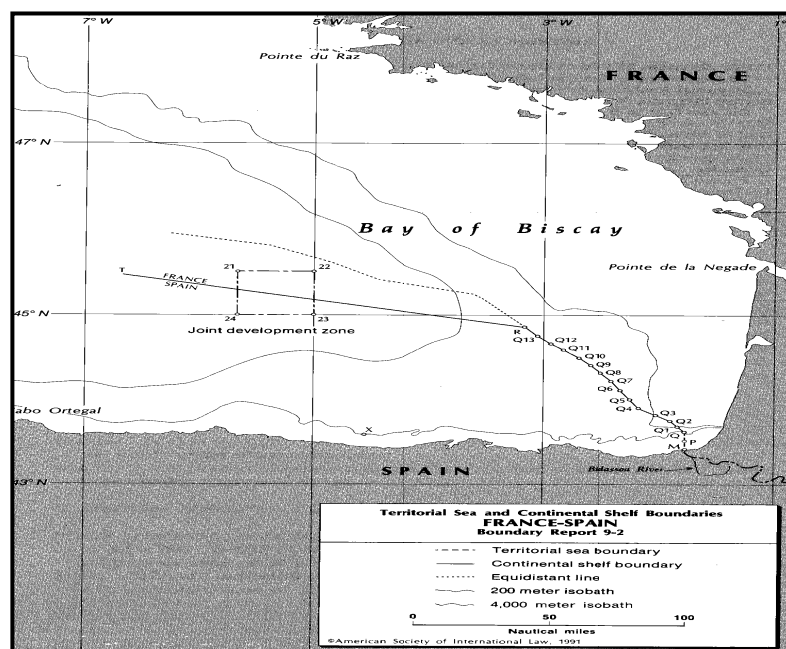 7° W
5° W
3° W
1°
Pointe du Raz
FRANCE
47° N
Bay of Biscay
Pointe de la Negade
T
21
22
FRANCE
SPAIN
24
23
45° N
Joint development zone
R
Q13
Q12
Q11
Q10
Q9
Q8
Q7
Q6
Q5
Q4
Q3
Q2
Q1
Q
P
M
abo Ortegal
X
SPAIN
Bidassoa River
43° N
Territorial Sea and Continental Shelf Boundaries
FRANCE-SPAIN
Boundary Report 9-2
Territorial sea boundary
Continental shelf boundary
Equidistant line
200 meter isobath
4,000 meter isobath
0 50 100
Nautical miles
©American Society of International Law, 1991